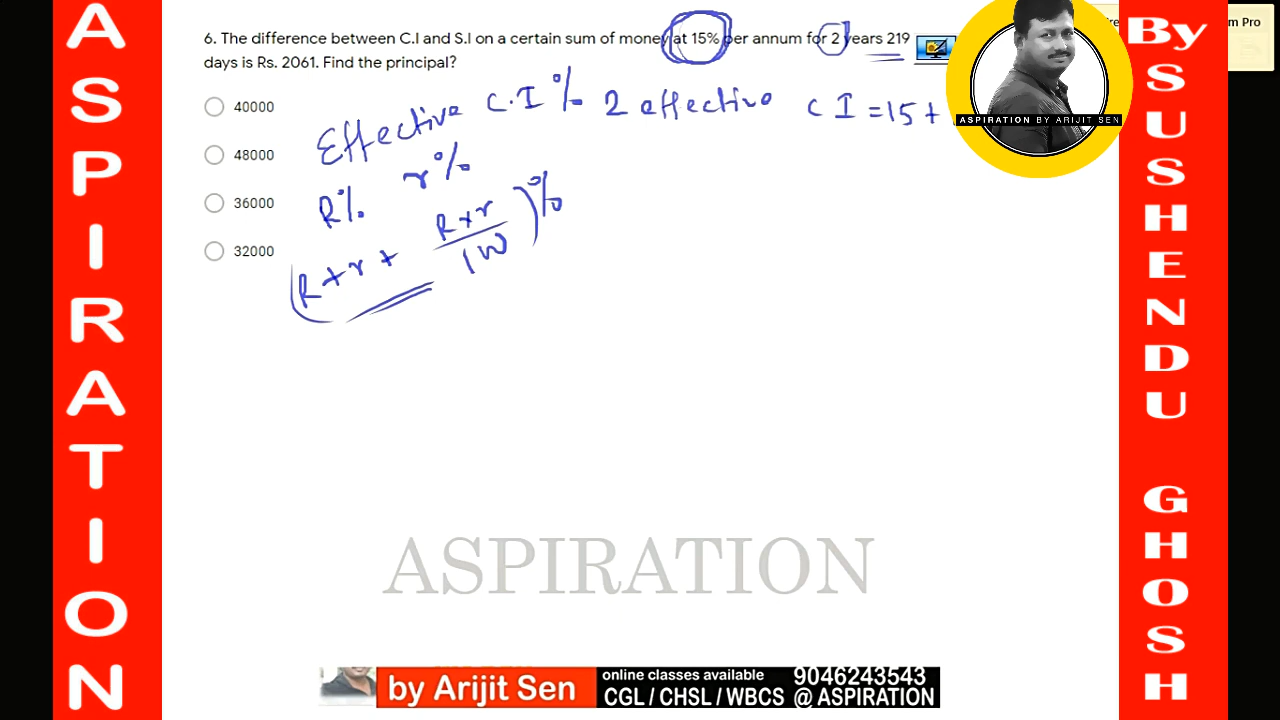 ASPIRATION
6. The difference between C.I and S.I on a certain sum of money at 15% per annum for 2 years 219
days is Rs. 2061. Find the principal?
40000
48000
36000
32000
Effective C.I %
R% r%
(R + r + R×r/100)%
2 effective CI = 15 +
ASPIRATION BY ARIJIT SEN
m Pro
By SUSHENDU GHOSH
ASPIRATION
by Arijit Sen
online classes available 9046243543
CGL / CHSL / WBCS @ ASPIRATION